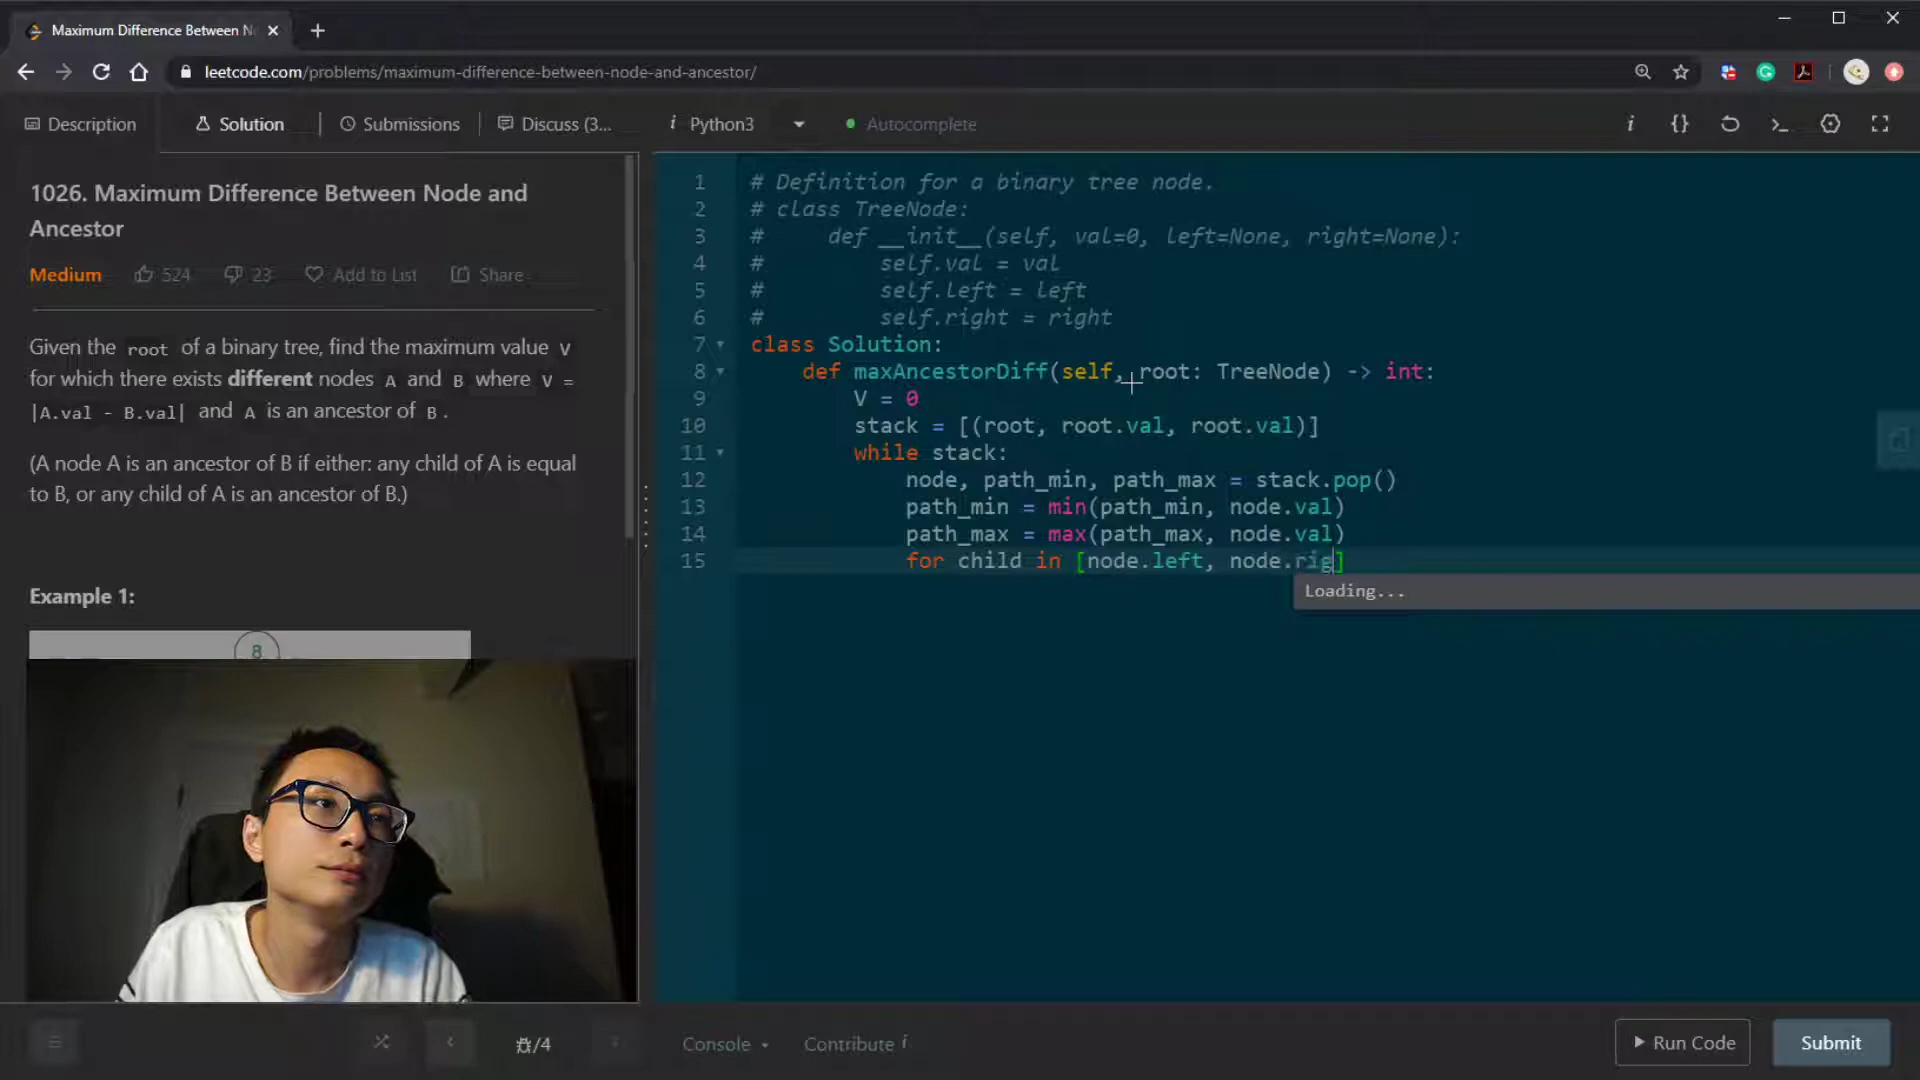 Maximum Difference Between N
leetcode.com/problems/maximum-difference-between-node-and-ancestor/
Description
Solution
Submissions
Discuss (3...
i Python3
Autocomplete
1026. Maximum Difference Between Node and
Ancestor
Medium 524 23 Add to List Share
Given the root of a binary tree, find the maximum value V
for which there exists different nodes A and B where V =
|A.val - B.val| and A is an ancestor of B.
(A node A is an ancestor of B if either: any child of A is equal
to B, or any child of A is an ancestor of B.)
Example 1:
8
1 # Definition for a binary tree node.
2 # class TreeNode:
3 #     def __init__(self, val=0, left=None, right=None):
4 #         self.val = val
5 #         self.left = left
6 #         self.right = right
7 class Solution:
8     def maxAncestorDiff(self, root: TreeNode) -> int:
9         V = 0
10         stack = [(root, root.val, root.val)]
11         while stack:
12             node, path_min, path_max = stack.pop()
13             path_min = min(path_min, node.val)
14             path_max = max(path_max, node.val)
15             for child in [node.left, node.rig]
Loading...
/4
Console
Contribute i
Run Code
Submit